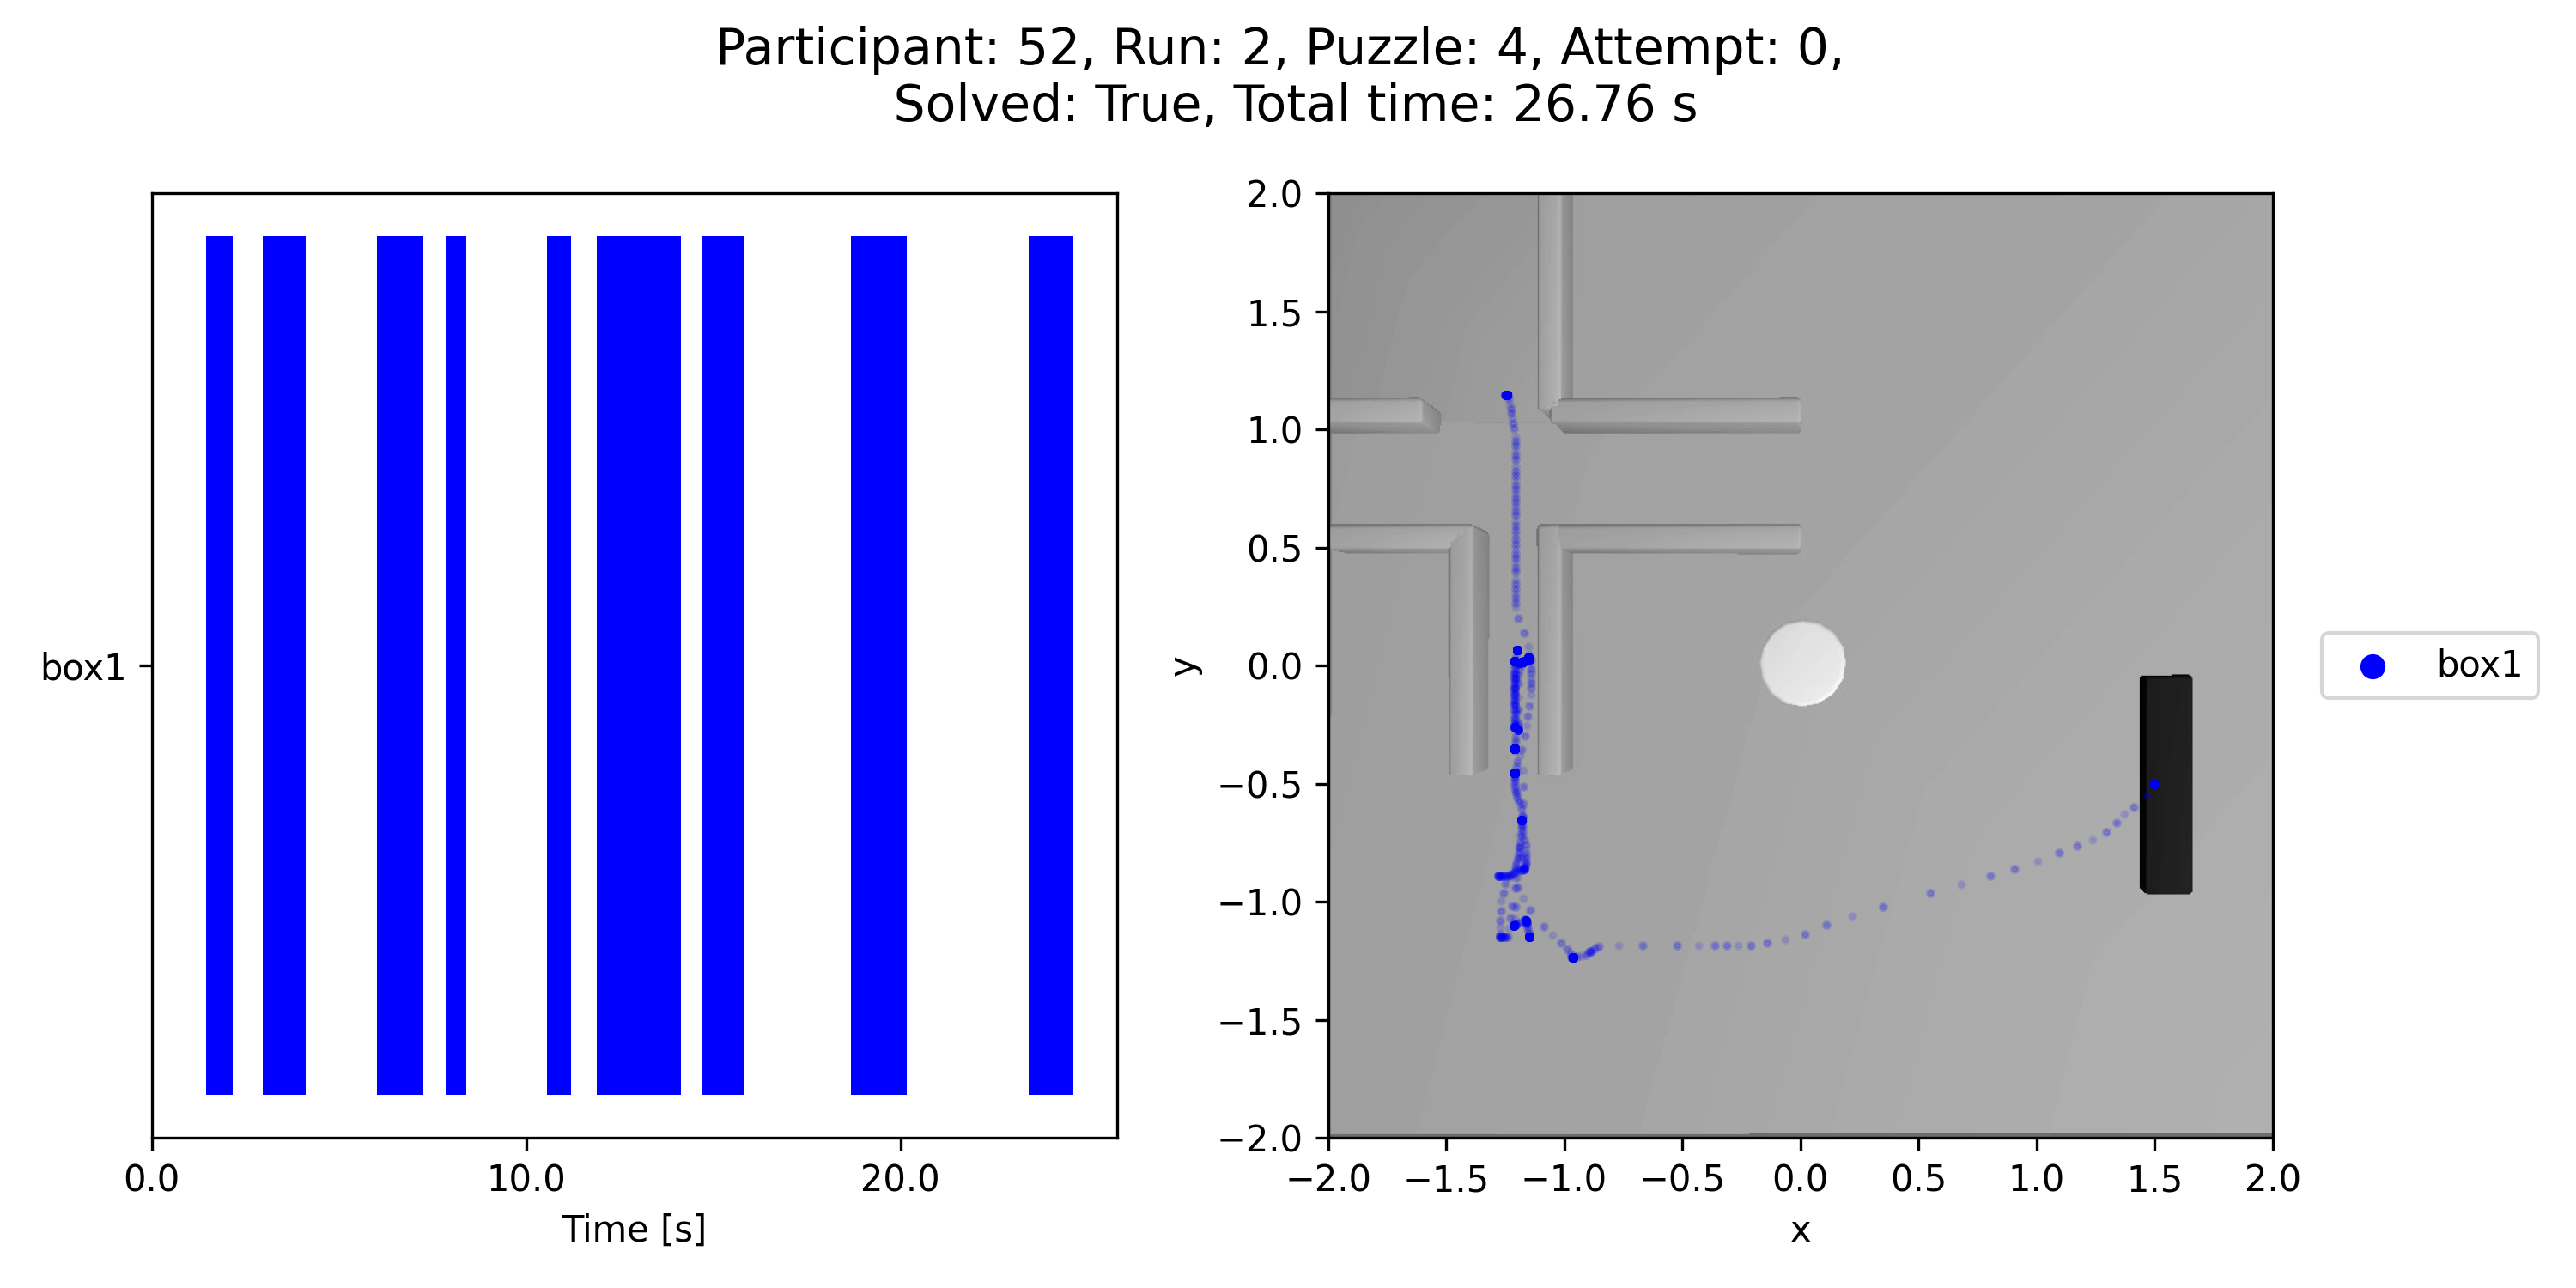 Participant: 52, Run: 2, Puzzle: 4, Attempt: 0,
Solved: True, Total time: 26.76 s
box1
0.0 10.0 20.0
Time [s]
2.0
1.5
1.0
0.5
0.0
−0.5
−1.0
−1.5
−2.0
y
−2.0 −1.5 −1.0 −0.5 0.0 0.5 1.0 1.5 2.0
x
box1